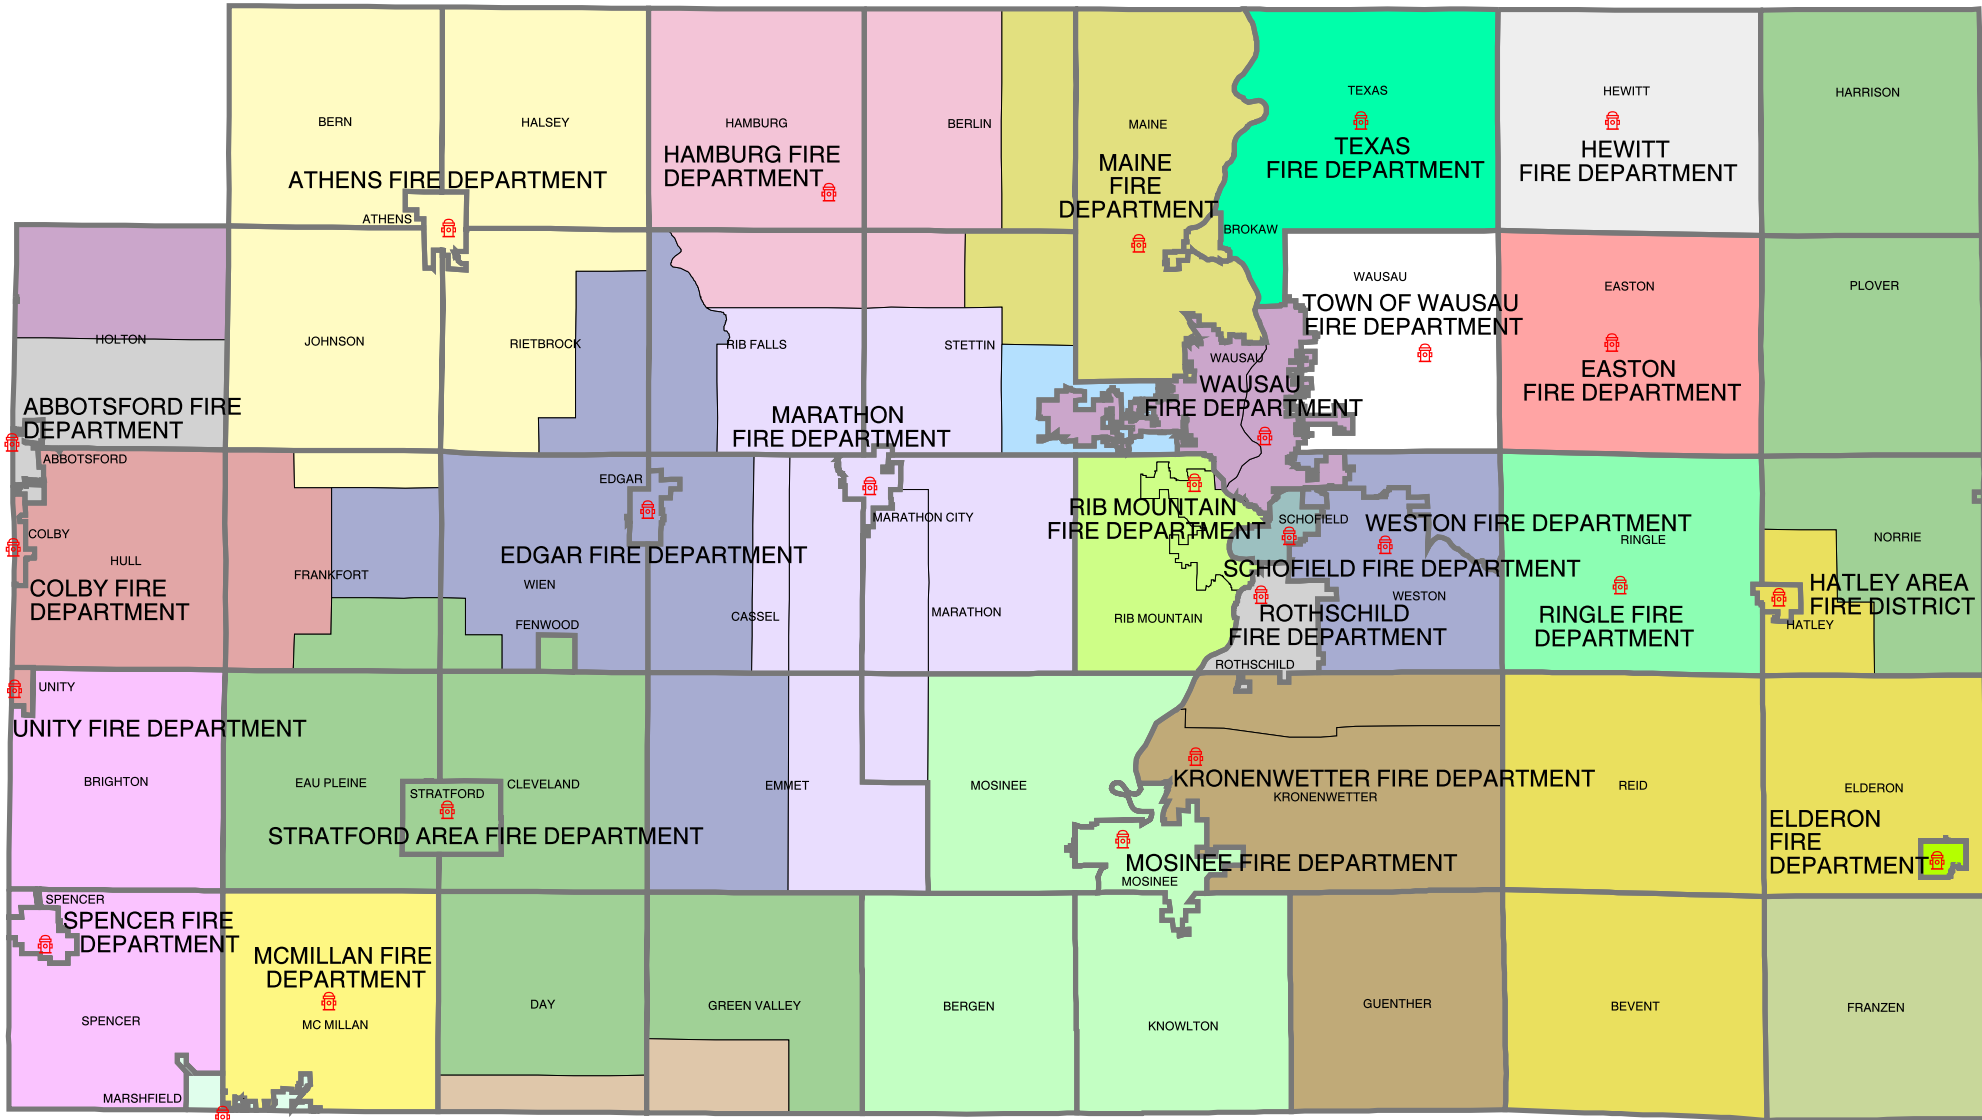 TEXAS
HEWITT
HARRISON
BERN
HALSEY
HAMBURG
BERLIN
MAINE
HAMBURG FIRE
DEPARTMENT
MAINE
FIRE
DEPARTMENT
TEXAS
FIRE DEPARTMENT
HEWITT
FIRE DEPARTMENT
ATHENS FIRE DEPARTMENT
ATHENS
BROKAW
WAUSAU
EASTON
PLOVER
TOWN OF WAUSAU
FIRE DEPARTMENT
HOLTON
JOHNSON
RIETBROCK
RIB FALLS
STETTIN
WAUSAU
WAUSAU
FIRE DEPARTMENT
EASTON
FIRE DEPARTMENT
ABBOTSFORD FIRE
DEPARTMENT
MARATHON
FIRE DEPARTMENT
ABBOTSFORD
EDGAR
MARATHON CITY
RIB MOUNTAIN
FIRE DEPARTMENT
SCHOFIELD
WESTON FIRE DEPARTMENT
RINGLE
NORRIE
COLBY
HULL
EDGAR FIRE DEPARTMENT
SCHOFIELD FIRE DEPARTMENT
COLBY FIRE
DEPARTMENT
FRANKFORT
WIEN
CASSEL
MARATHON
RIB MOUNTAIN
WESTON
ROTHSCHILD
FIRE DEPARTMENT
RINGLE FIRE
DEPARTMENT
HATLEY AREA
FIRE DISTRICT
HATLEY
FENWOOD
ROTHSCHILD
UNITY
UNITY FIRE DEPARTMENT
BRIGHTON
EAU PLEINE
STRATFORD
CLEVELAND
EMMET
MOSINEE
KRONENWETTER FIRE DEPARTMENT
KRONENWETTER
REID
ELDERON
STRATFORD AREA FIRE DEPARTMENT
ELDERON
FIRE
DEPARTMENT
MOSINEE FIRE DEPARTMENT
MOSINEE
SPENCER
SPENCER FIRE
DEPARTMENT
MCMILLAN FIRE
DEPARTMENT
SPENCER
MC MILLAN
DAY
GREEN VALLEY
BERGEN
KNOWLTON
GUENTHER
BEVENT
FRANZEN
MARSHFIELD